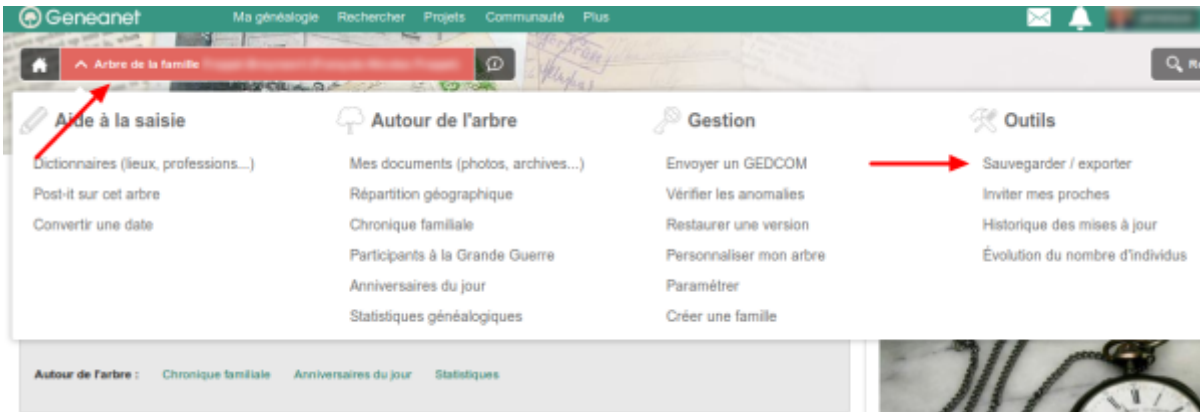 Geneanet Ma généalogie Rechercher Projets Communauté Plus
Arbre de la famille
Aide à la saisie
Dictionnaires (lieux, professions...)
Post-it sur cet arbre
Convertir une date
Autour de l'arbre
Mes documents (photos, archives...)
Répartition géographique
Chronique familiale
Participants à la Grande Guerre
Anniversaires du jour
Statistiques généalogiques
Gestion
Envoyer un GEDCOM
Vérifier les anomalies
Restaurer une version
Personnaliser mon arbre
Paramétrer
Créer une famille
Outils
Sauvegarder / exporter
Inviter mes proches
Historique des mises à jour
Évolution du nombre d'individus
Autour de l'arbre : Chronique familiale Anniversaires du jour Statistiques